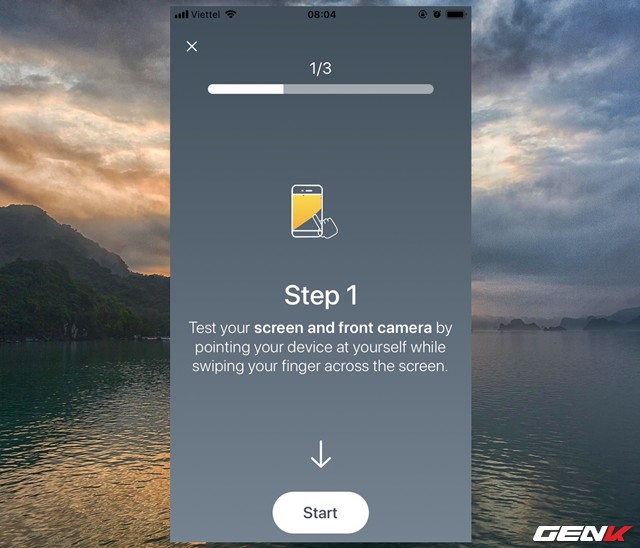 Viettel 08:04
1/3
Step 1
Test your screen and front camera by
pointing your device at yourself while
swiping your finger across the screen.
Start
GENK